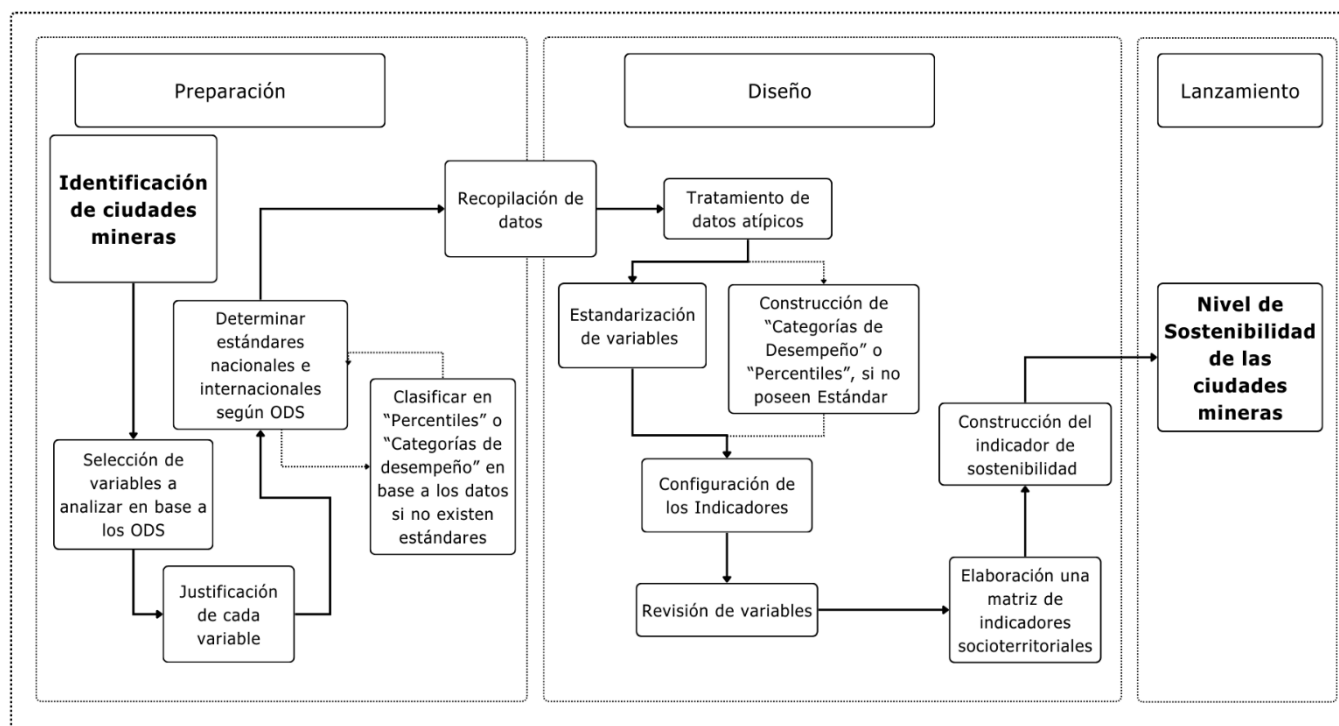 Preparación
Diseño
Lanzamiento
Identificación
de ciudades
mineras
Selección de
variables a
analizar en base a
los ODS
Justificación
de cada
variable
Determinar
estándares
nacionales e
internacionales
según ODS
Clasificar en
“Percentiles” o
“Categorías de
desempeño” en
base a los datos
si no existen
estándares
Recopilación de
datos
Tratamiento de
datos atípicos
Estandarización
de variables
Construcción de
“Categorías de
Desempeño” o
“Percentiles”, si no
poseen Estándar
Configuración de
los Indicadores
Revisión de variables
Elaboración una
matriz de
indicadores
socioterritoriales
Construcción del
indicador de
sostenibilidad
Nivel de
Sostenibilidad
de las
ciudades
mineras